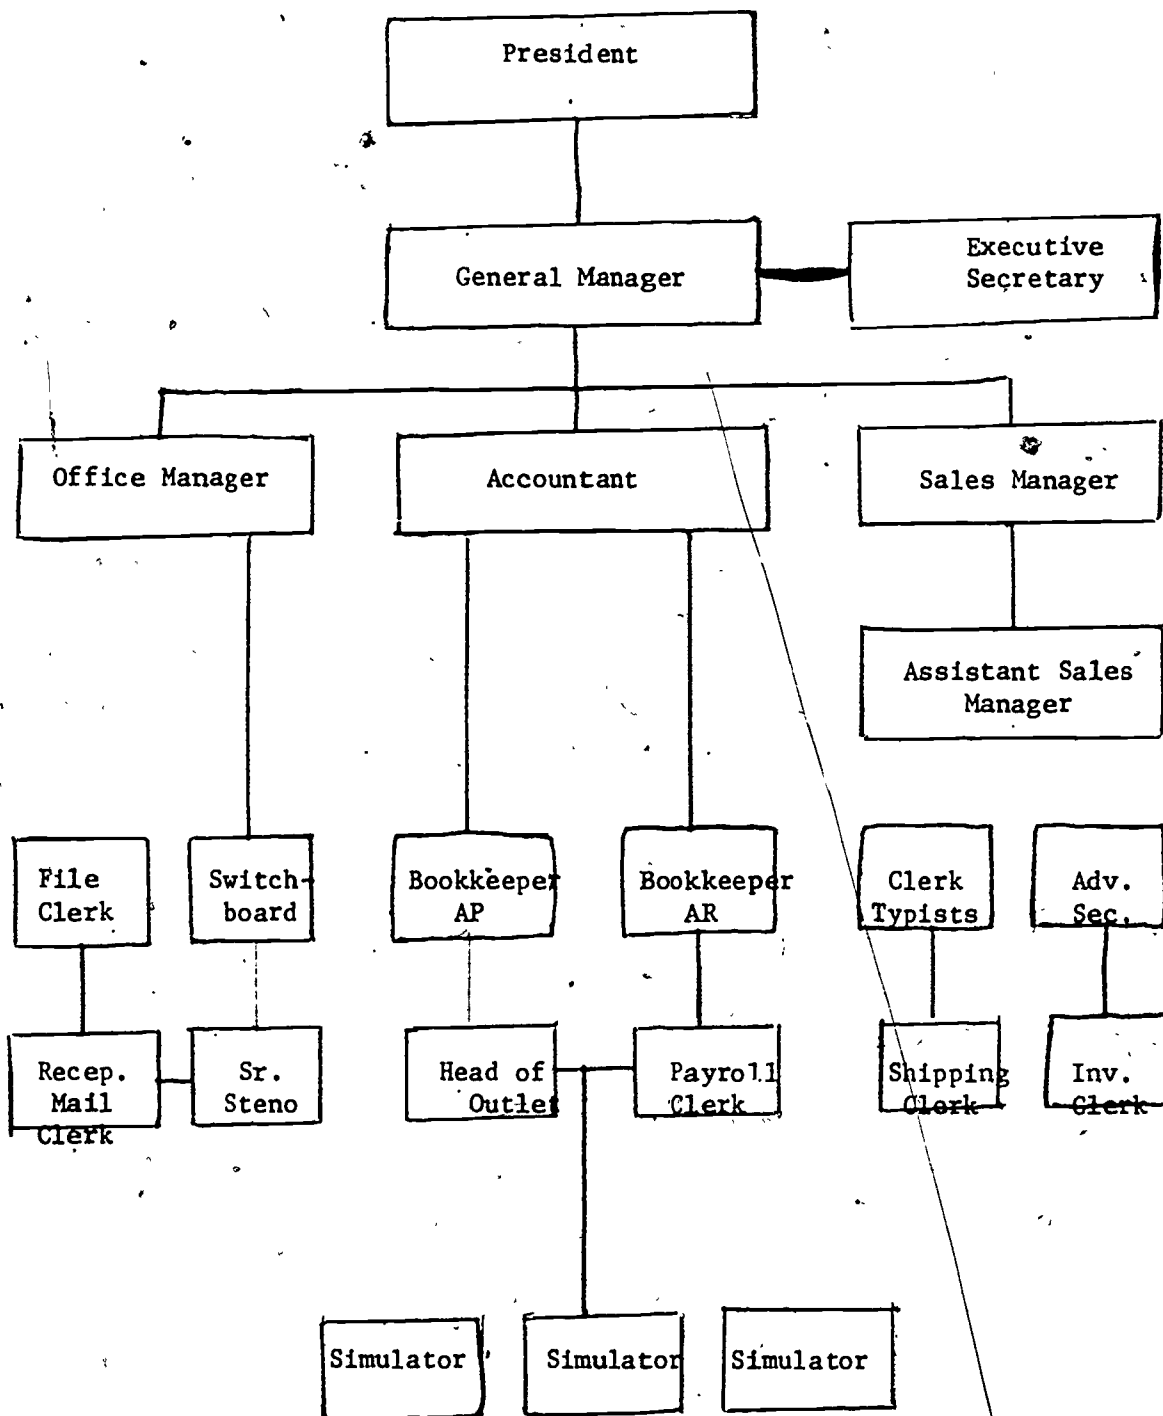 President
General Manager
Executive
Secretary
Office Manager
Accountant
Sales Manager
Assistant Sales
Manager
File
Clerk
Switch-
board
Bookkeeper
AP
Bookkeeper
AR
Clerk
Typists
Adv.
Sec.
Recep.
Mail
Clerk
Sr.
Steno
Head of
Outlet
Payroll
Clerk
Shipping
Clerk
Inv.
Clerk
Simulator
Simulator
Simulator